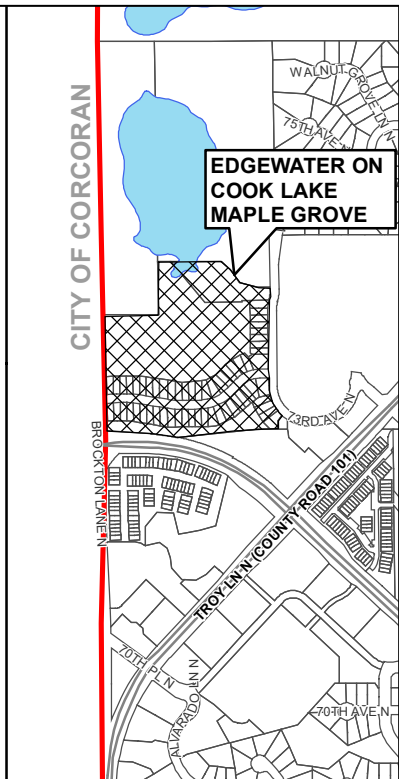 WALNUT GROVE LN N
75TH AVE N
CITY OF CORCORAN
EDGEWATER ON
COOK LAKE
MAPLE GROVE
73RD AVE N
BROCKTON LANE N
TROY LN N (COUNTY ROAD 101)
70TH PL N
ALVARADO LN N
70TH AVE N